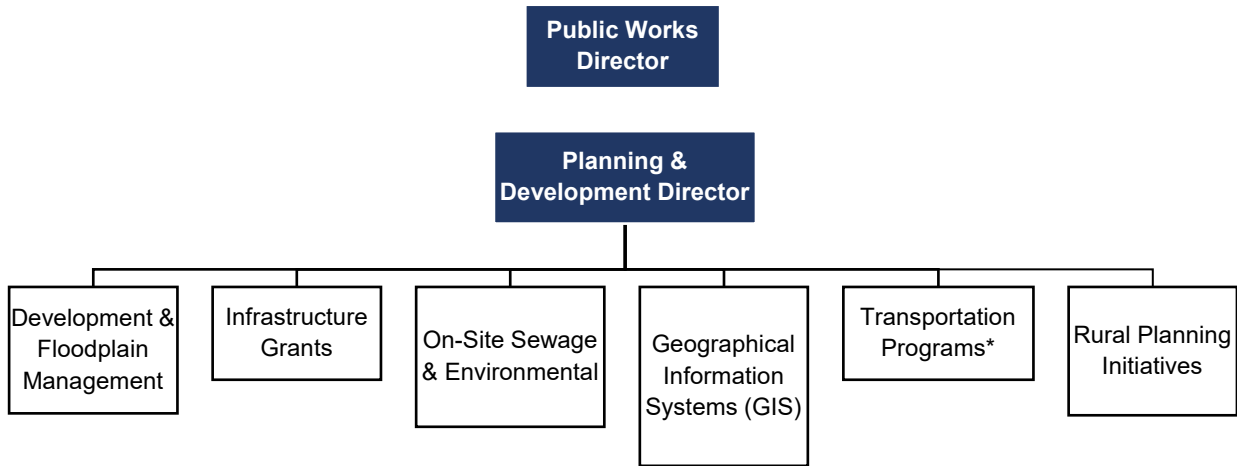 Public Works
Director
Planning &
Development Director
Development &
Floodplain
Management
Infrastructure
Grants
On-Site Sewage
& Environmental
Geographical
Information
Systems (GIS)
Transportation
Programs*
Rural Planning
Initiatives